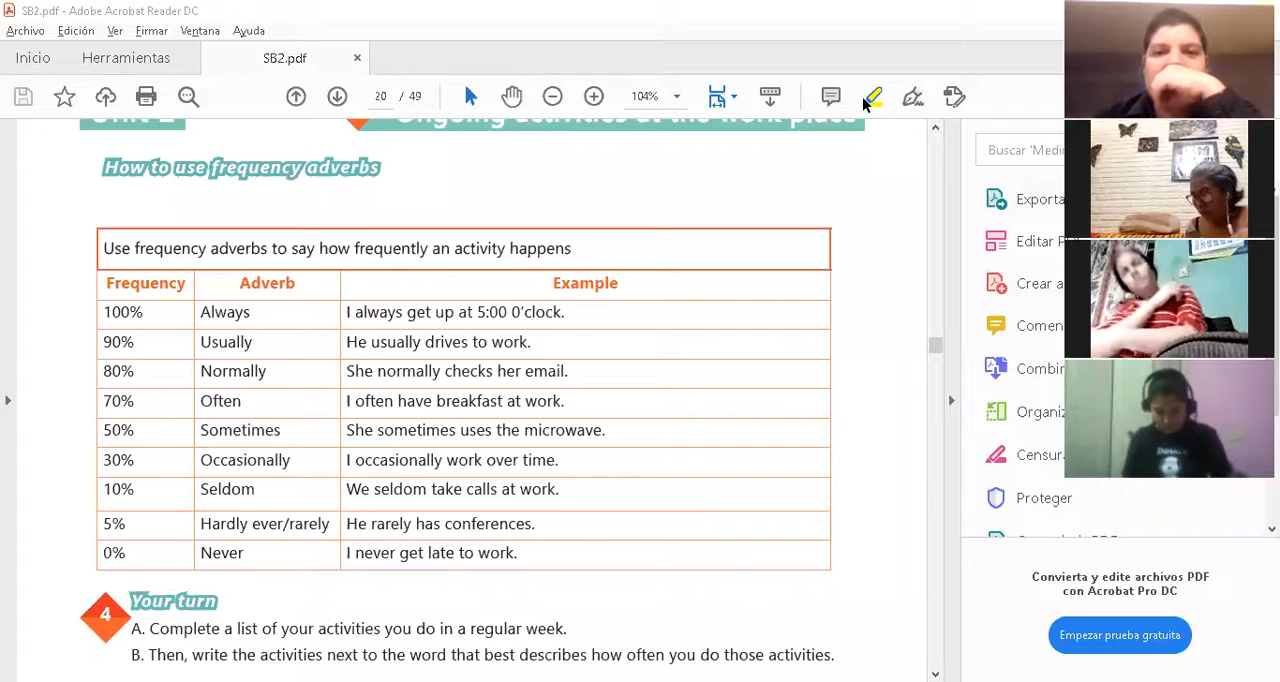 SB2.pdf - Adobe Acrobat Reader DC
Archivo Edición Ver Firmar Ventana Ayuda
Inicio Herramientas SB2.pdf ×
20 / 49 104%
Ongoing activities at the work place
How to use frequency adverbs
Use frequency adverbs to say how frequently an activity happens
Frequency Adverb Example
100% Always I always get up at 5:00 0'clock.
90% Usually He usually drives to work.
80% Normally She normally checks her email.
70% Often I often have breakfast at work.
50% Sometimes She sometimes uses the microwave.
30% Occasionally I occasionally work over time.
10% Seldom We seldom take calls at work.
5% Hardly ever/rarely He rarely has conferences.
0% Never I never get late to work.
4 Your turn
A. Complete a list of your activities you do in a regular week.
B. Then, write the activities next to the word that best describes how often you do those activities.
Buscar 'Medi
Exporta
Editar P
Crear a
Comen
Combin
Organiz
Censur
Proteger
Convierta y edite archivos PDF
con Acrobat Pro DC
Empezar prueba gratuita